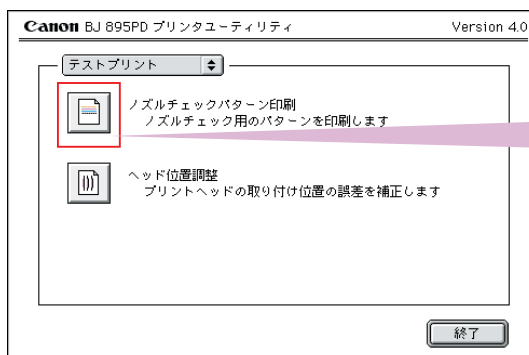 Canon BJ 895PD プリンタユーティリティ Version 4.0
テストプリント
ノズルチェックパターン印刷
ノズルチェック用のパターンを印刷します
ヘッド位置調整
プリントヘッドの取り付け位置の誤差を補正します
終了